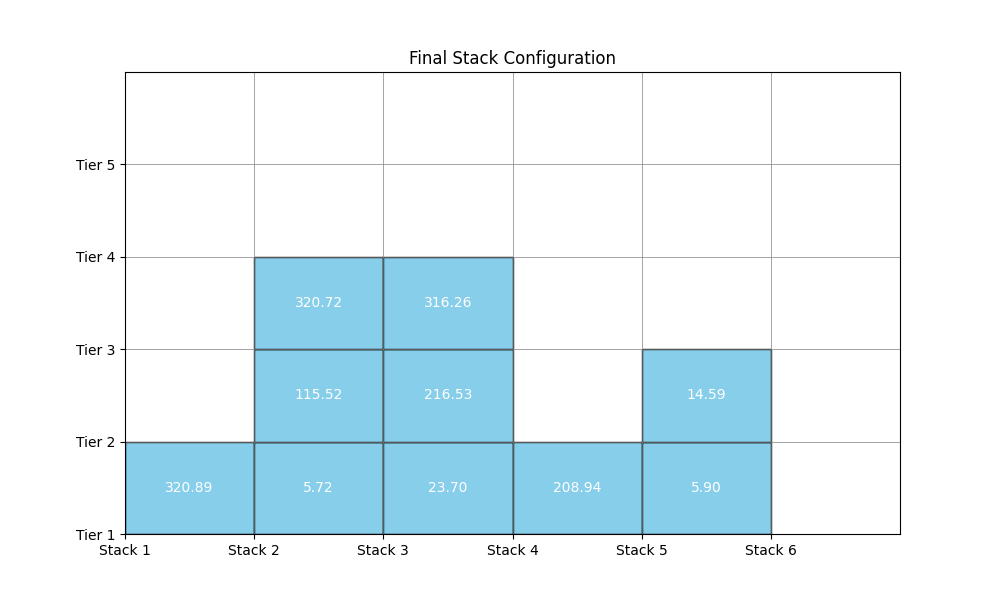 Final Stack Configuration
Tier 5
Tier 4
320.72 316.26
Tier 3
115.52 216.53 14.59
Tier 2
320.89 5.72 23.70 208.94 5.90
Tier 1
Stack 1 Stack 2 Stack 3 Stack 4 Stack 5 Stack 6